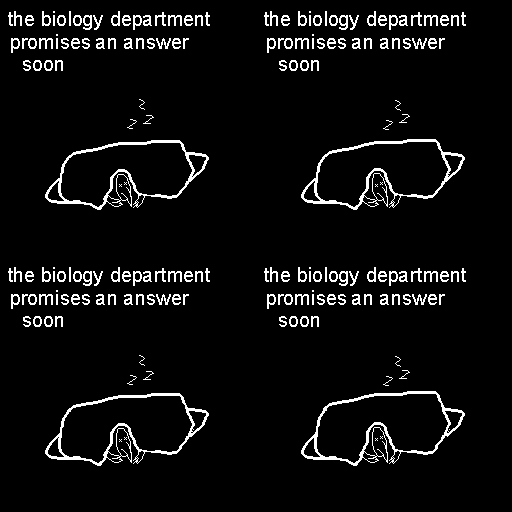 the biology department
promises an answer
soon
z
z z
the biology department
promises an answer
soon
z
z z
the biology department
promises an answer
soon
z
z z
the biology department
promises an answer
soon
z
z z